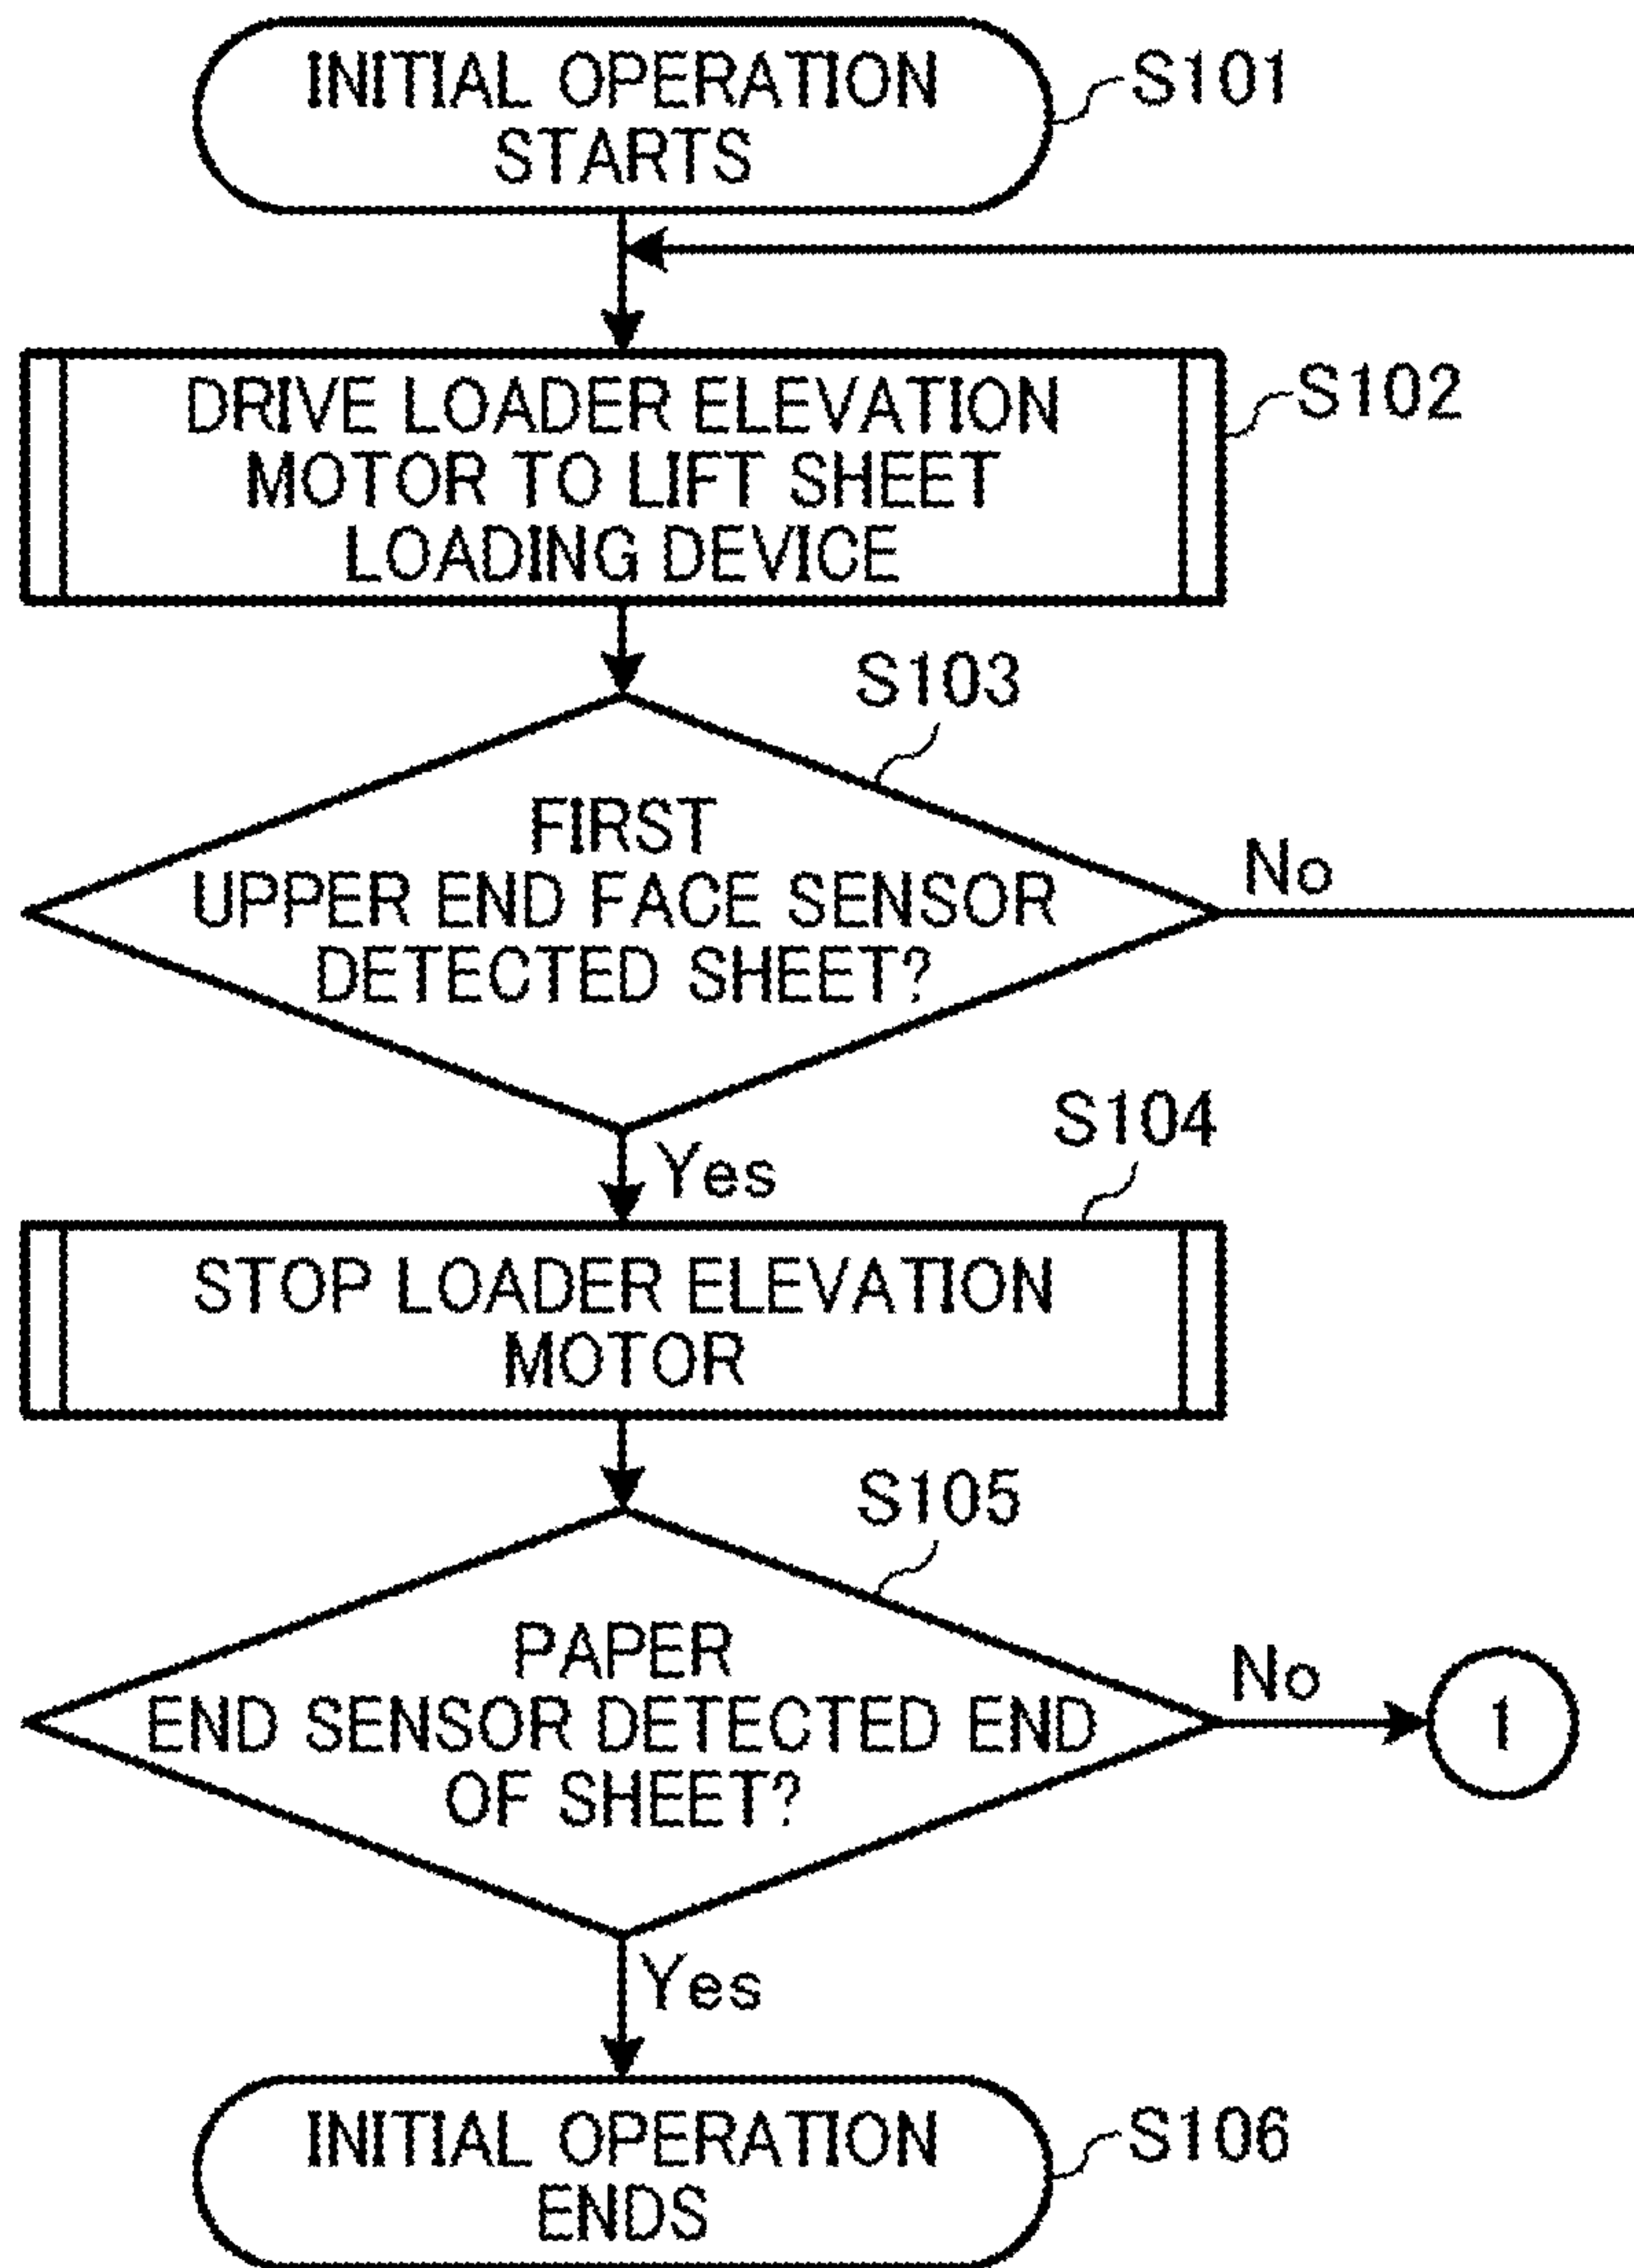 INITIAL OPERATION
STARTS
S101
DRIVE LOADER ELEVATION
MOTOR TO LIFT SHEET
LOADING DEVICE
S102
S103
FIRST
UPPER END FACE SENSOR
DETECTED SHEET?
No
Yes
S104
STOP LOADER ELEVATION
MOTOR
S105
PAPER
END SENSOR DETECTED END
OF SHEET?
No
1
Yes
INITIAL OPERATION
ENDS
S106